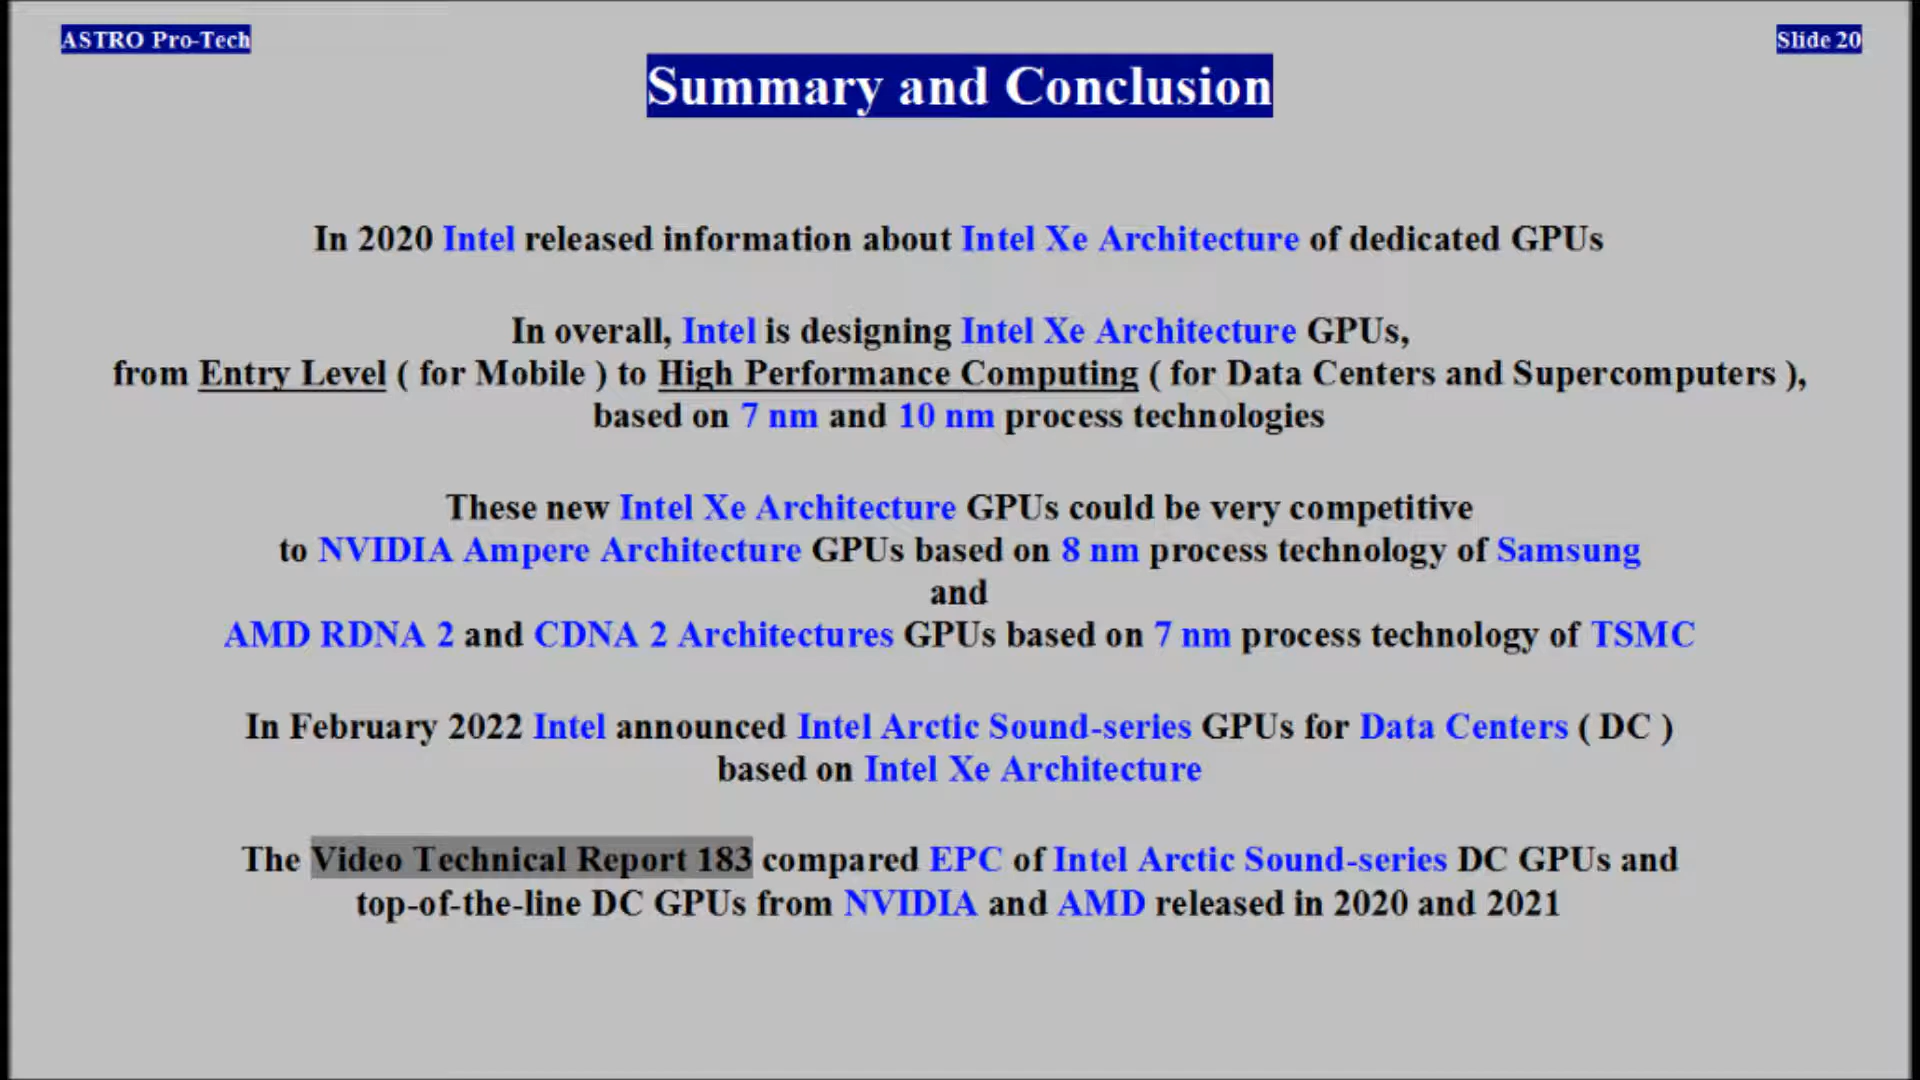 ASTRO Pro-Tech
Slide 20
Summary and Conclusion
In 2020 Intel released information about Intel Xe Architecture of dedicated GPUs
In overall, Intel is designing Intel Xe Architecture GPUs,
from Entry Level ( for Mobile ) to High Performance Computing ( for Data Centers and Supercomputers ),
based on 7 nm and 10 nm process technologies
These new Intel Xe Architecture GPUs could be very competitive
to NVIDIA Ampere Architecture GPUs based on 8 nm process technology of Samsung
and
AMD RDNA 2 and CDNA 2 Architectures GPUs based on 7 nm process technology of TSMC
In February 2022 Intel announced Intel Arctic Sound-series GPUs for Data Centers ( DC )
based on Intel Xe Architecture
The Video Technical Report 183 compared EPC of Intel Arctic Sound-series DC GPUs and
top-of-the-line DC GPUs from NVIDIA and AMD released in 2020 and 2021